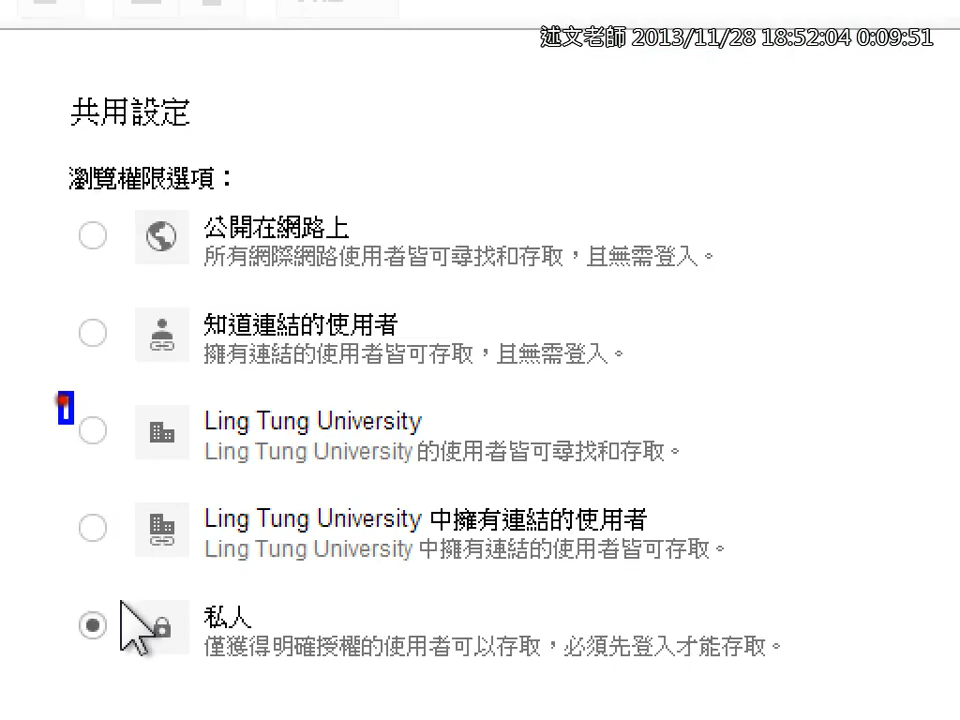 述文老師 2013/11/28 18:52:04 0:09:51
共用設定
瀏覽權限選項：
公開在網路上
所有網際網路使用者皆可尋找和存取，且無需登入。
知道連結的使用者
擁有連結的使用者皆可存取，且無需登入。
Ling Tung University
Ling Tung University 的使用者皆可尋找和存取。
Ling Tung University 中擁有連結的使用者
Ling Tung University 中擁有連結的使用者皆可存取。
私人
僅獲得明確授權的使用者可以存取，必須先登入才能存取。